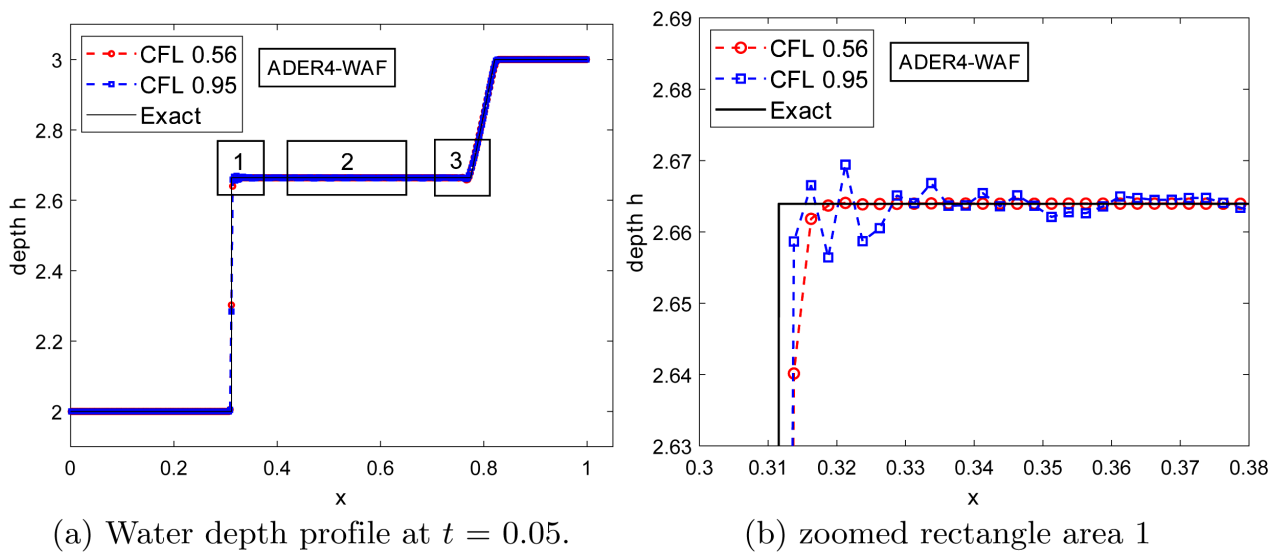 CFL 0.56
CFL 0.95
Exact
ADER4-WAF
1
2
3
3
2.8
2.6
2.4
2.2
2
depth h
0
0.2
0.4
0.6
0.8
1
x
(a) Water depth profile at t = 0.05.
CFL 0.56
CFL 0.95
Exact
ADER4-WAF
2.69
2.68
2.67
2.66
2.65
2.64
2.63
depth h
0.3
0.31
0.32
0.33
0.34
0.35
0.36
0.37
0.38
x
(b) zoomed rectangle area 1